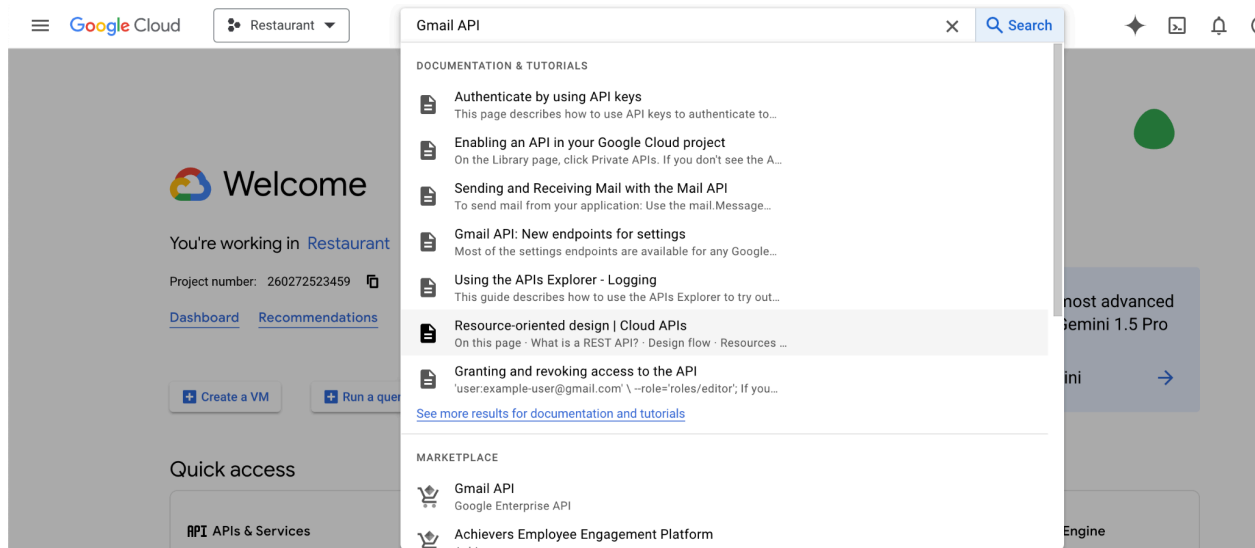 Google Cloud
Restaurant
Gmail API
Search
DOCUMENTATION & TUTORIALS
Authenticate by using API keys
This page describes how to use API keys to authenticate to...
Enabling an API in your Google Cloud project
On the Library page, click Private APIs. If you don't see the A...
Sending and Receiving Mail with the Mail API
To send mail from your application: Use the mail.Message...
Gmail API: New endpoints for settings
Most of the settings endpoints are available for any Google...
Using the APIs Explorer - Logging
This guide describes how to use the APIs Explorer to try out...
Resource-oriented design | Cloud APIs
On this page · What is a REST API? · Design flow · Resources ...
Granting and revoking access to the API
'user:example-user@gmail.com' \ --role='roles/editor'; If you...
See more results for documentation and tutorials
MARKETPLACE
Gmail API
Google Enterprise API
Achievers Employee Engagement Platform
Welcome
You're working in Restaurant
Project number: 260272523459
Dashboard
Recommendations
Create a VM
Run a quer
Quick access
API APIs & Services
most advanced
Gemini 1.5 Pro
ini
Engine